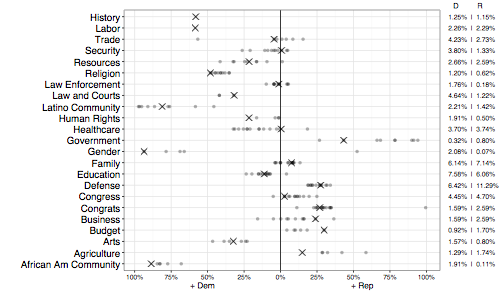 D R
History 1.25% | 1.15%
Labor 2.26% | 2.29%
Trade 4.23% | 2.73%
Security 3.80% | 1.33%
Resources 2.66% | 2.59%
Religion 1.20% | 0.62%
Law Enforcement 1.76% | 0.18%
Law and Courts 4.64% | 1.22%
Latino Community 2.21% | 1.42%
Human Rights 1.91% | 0.50%
Healthcare 3.70% | 3.74%
Government 0.32% | 0.80%
Gender 2.08% | 0.07%
Family 6.14% | 7.14%
Education 7.58% | 6.06%
Defense 6.42% | 11.29%
Congress 4.45% | 4.70%
Congrats 1.59% | 2.59%
Business 1.59% | 2.59%
Budget 0.92% | 1.70%
Arts 1.57% | 0.80%
Agriculture 1.29% | 1.74%
African Am Community 1.91% | 0.11%
100% 75% 50% 25% 0% 25% 50% 75% 100%
+ Dem + Rep